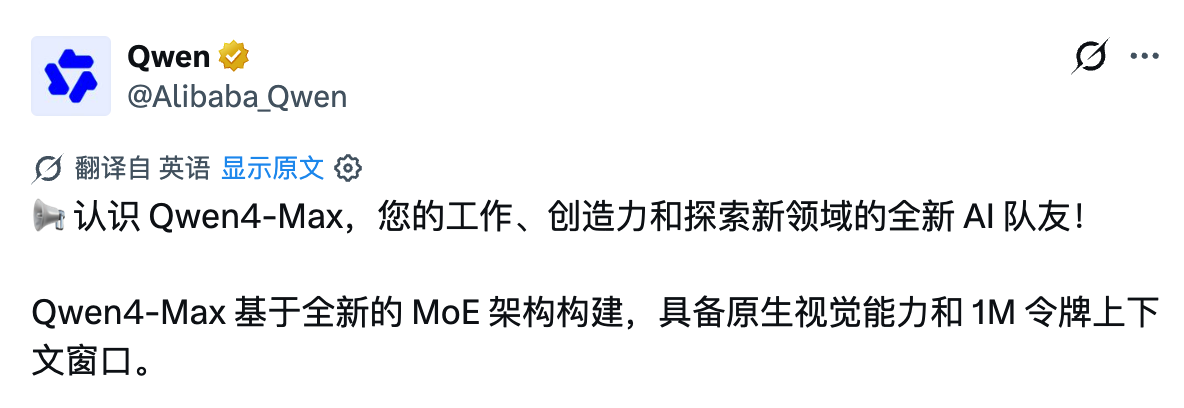 Qwen
@Alibaba_Qwen
翻译自 英语 显示原文
📢 认识 Qwen4-Max，您的工作、创造力和探索新领域的全新 AI 队友！
Qwen4-Max 基于全新的 MoE 架构构建，具备原生视觉能力和 1M 令牌上下
文窗口。